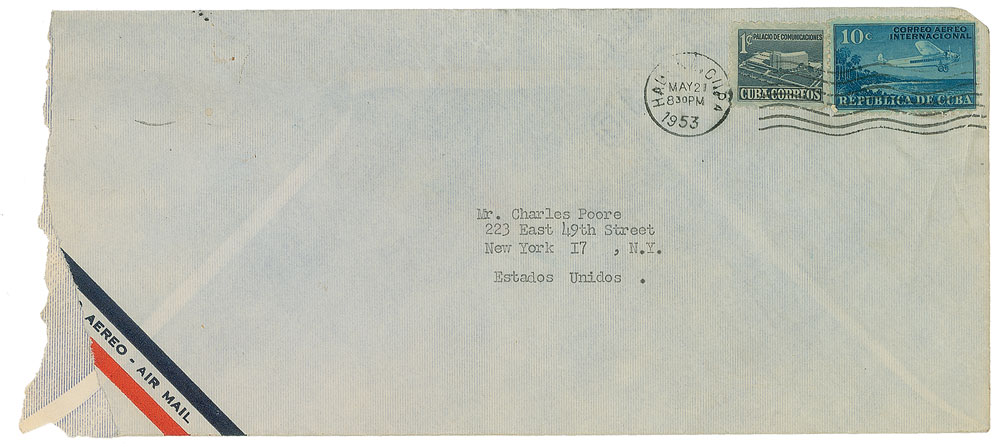 1c PALACIO DE COMUNICACIONES
CUBA·CORREOS
10c CORREO AEREO
INTERNACIONAL
REPUBLICA DE CUBA
MAY 21
8 30 PM
1953
Mr. Charles Poore
223 East 49th Street
New York I7 , N.Y.
Estados Unidos .
AEREO - AIR MAIL